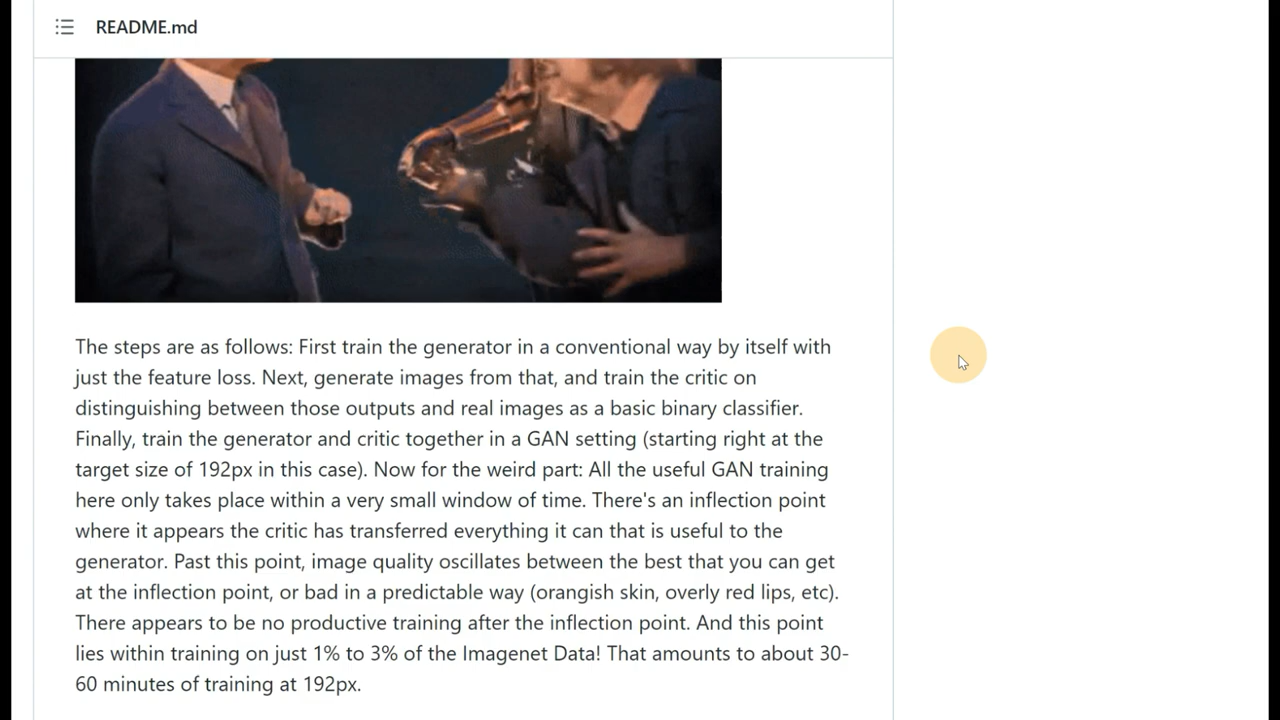 README.md
The steps are as follows: First train the generator in a conventional way by itself with
just the feature loss. Next, generate images from that, and train the critic on
distinguishing between those outputs and real images as a basic binary classifier.
Finally, train the generator and critic together in a GAN setting (starting right at the
target size of 192px in this case). Now for the weird part: All the useful GAN training
here only takes place within a very small window of time. There's an inflection point
where it appears the critic has transferred everything it can that is useful to the
generator. Past this point, image quality oscillates between the best that you can get
at the inflection point, or bad in a predictable way (orangish skin, overly red lips, etc).
There appears to be no productive training after the inflection point. And this point
lies within training on just 1% to 3% of the Imagenet Data! That amounts to about 30-
60 minutes of training at 192px.